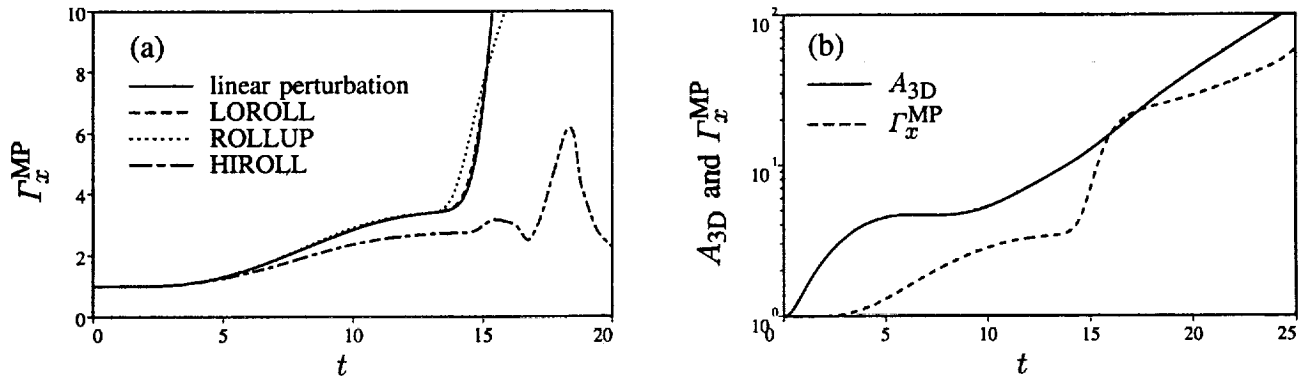 (a)
linear perturbation
LOROLL
ROLLUP
HIROLL
Γ_x^MP
10
8
6
4
2
0
0 5 10 15 20
t
(b)
A_3D
Γ_x^MP
A_3D and Γ_x^MP
10^2
10^1
10^0
0 5 10 15 20 25
t